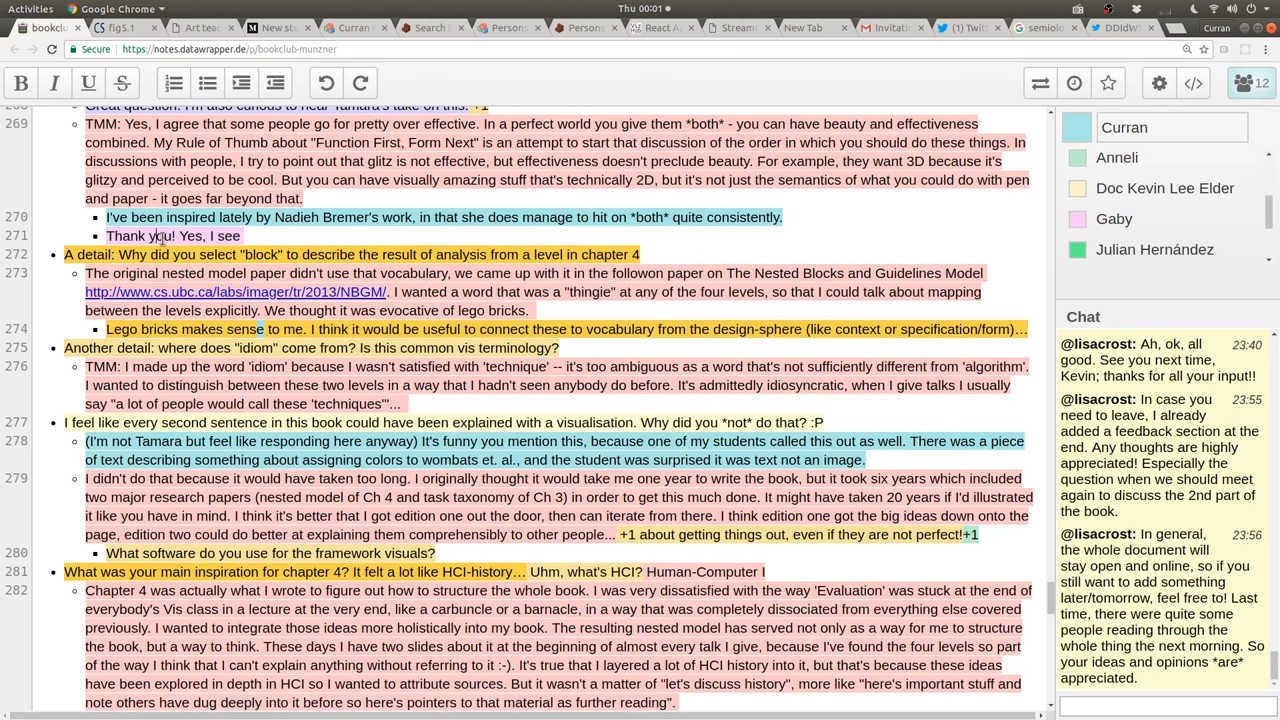 Activities
Google Chrome
Thu 00:01
bookclu
fig5.1
Art teac
New sto
Curran
Search
Persons
Persons
React A
Stream
New Tab
Invitatio
(1) Twitt
semiolo
DDIdW
Curran
Secure
https://notes.datawrapper.de/p/bookclub-munzner
B I U S
12
Great question. I'm also curious to hear Tamara's take on this. +1
269
TMM: Yes, I agree that some people go for pretty over effective. In a perfect world you give them *both* - you can have beauty and effectiveness
combined. My Rule of Thumb about "Function First, Form Next" is an attempt to start that discussion of the order in which you should do these things. In
discussions with people, I try to point out that glitz is not effective, but effectiveness doesn't preclude beauty. For example, they want 3D because it's
glitzy and perceived to be cool. But you can have visually amazing stuff that's technically 2D, but it's not just the semantics of what you could do with pen
and paper - it goes far beyond that.
270
I've been inspired lately by Nadieh Bremer's work, in that she does manage to hit on *both* quite consistently.
271
Thank you! Yes, I see
272
A detail: Why did you select "block" to describe the result of analysis from a level in chapter 4
273
The original nested model paper didn't use that vocabulary, we came up with it in the followon paper on The Nested Blocks and Guidelines Model
http://www.cs.ubc.ca/labs/imager/tr/2013/NBGM/. I wanted a word that was a "thingie" at any of the four levels, so that I could talk about mapping
between the levels explicitly. We thought it was evocative of lego bricks.
274
Lego bricks makes sense to me. I think it would be useful to connect these to vocabulary from the design-sphere (like context or specification/form)…
275
Another detail: where does "idiom" come from? Is this common vis terminology?
276
TMM: I made up the word 'idiom' because I wasn't satisfied with 'technique' -- it's too ambiguous as a word that's not sufficiently different from 'algorithm'.
I wanted to distinguish between these two levels in a way that I hadn't seen anybody do before. It's admittedly idiosyncratic, when I give talks I usually
say "a lot of people would call these 'techniques'"...
277
I feel like every second sentence in this book could have been explained with a visualisation. Why did you *not* do that? :P
278
(I'm not Tamara but feel like responding here anyway) It's funny you mention this, because one of my students called this out as well. There was a piece
of text describing something about assigning colors to wombats et. al., and the student was surprised it was text not an image.
279
I didn't do that because it would have taken too long. I originally thought it would take me one year to write the book, but it took six years which included
two major research papers (nested model of Ch 4 and task taxonomy of Ch 3) in order to get this much done. It might have taken 20 years if I'd illustrated
it like you have in mind. I think it's better that I got edition one out the door, then can iterate from there. I think edition one got the big ideas down onto the
page, edition two could do better at explaining them comprehensibly to other people... +1 about getting things out, even if they are not perfect!+1
280
What software do you use for the framework visuals?
281
What was your main inspiration for chapter 4? It felt a lot like HCI-history… Uhm, what's HCI? Human-Computer I
282
Chapter 4 was actually what I wrote to figure out how to structure the whole book. I was very dissatisfied with the way 'Evaluation' was stuck at the end of
everybody's Vis class in a lecture at the very end, like a carbuncle or a barnacle, in a way that was completely dissociated from everything else covered
previously. I wanted to integrate those ideas more holistically into my book. The resulting nested model has served not only as a way for me to structure
the book, but a way to think. These days I have two slides about it at the beginning of almost every talk I give, because I've found the four levels so part
of the way I think that I can't explain anything without referring to it :-). It's true that I layered a lot of HCI history into it, but that's because these ideas
have been explored in depth in HCI so I wanted to attribute sources. But it wasn't a matter of "let's discuss history", more like "here's important stuff and
note others have dug deeply into it before so here's pointers to that material as further reading".
Curran
Anneli
Doc Kevin Lee Elder
Gaby
Julian Hernández
Chat
@lisacrost: Ah, ok, all 23:40
good. See you next time,
Kevin; thanks for all your input!!
@lisacrost: In case you 23:55
need to leave, I already
added a feedback section at the
end. Any thoughts are highly
appreciated! Especially the
question when we should meet
again to discuss the 2nd part of
the book.
@lisacrost: In general, 23:56
the whole document will
stay open and online, so if you
still want to add something
later/tomorrow, feel free to! Last
time, there were quite some
people reading through the
whole thing the next morning. So
your ideas and opinions *are*
appreciated.